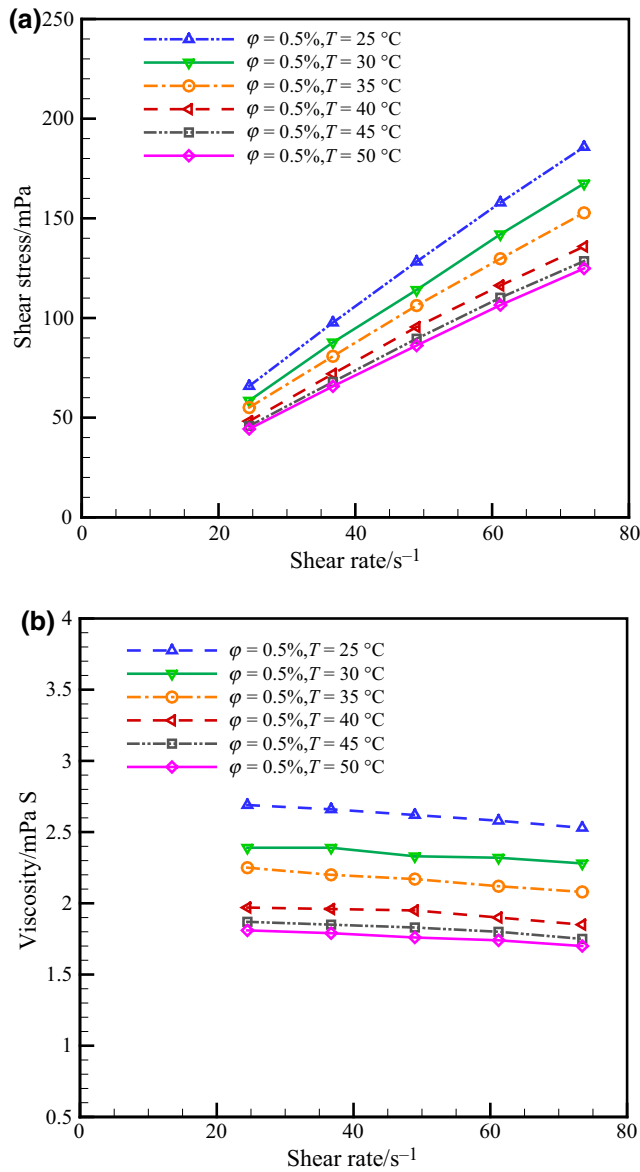 (a)
250
200
150
100
50
0
Shear stress/mPa
φ = 0.5%,T = 25 °C
φ = 0.5%,T = 30 °C
φ = 0.5%,T = 35 °C
φ = 0.5%,T = 40 °C
φ = 0.5%,T = 45 °C
φ = 0.5%,T = 50 °C
0 20 40 60 80
Shear rate/s⁻¹
(b)
4
3.5
3
2.5
2
1.5
1
0.5
Viscosity/mPa S
φ = 0.5%,T = 25 °C
φ = 0.5%,T = 30 °C
φ = 0.5%,T = 35 °C
φ = 0.5%,T = 40 °C
φ = 0.5%,T = 45 °C
φ = 0.5%,T = 50 °C
0 20 40 60 80
Shear rate/s⁻¹